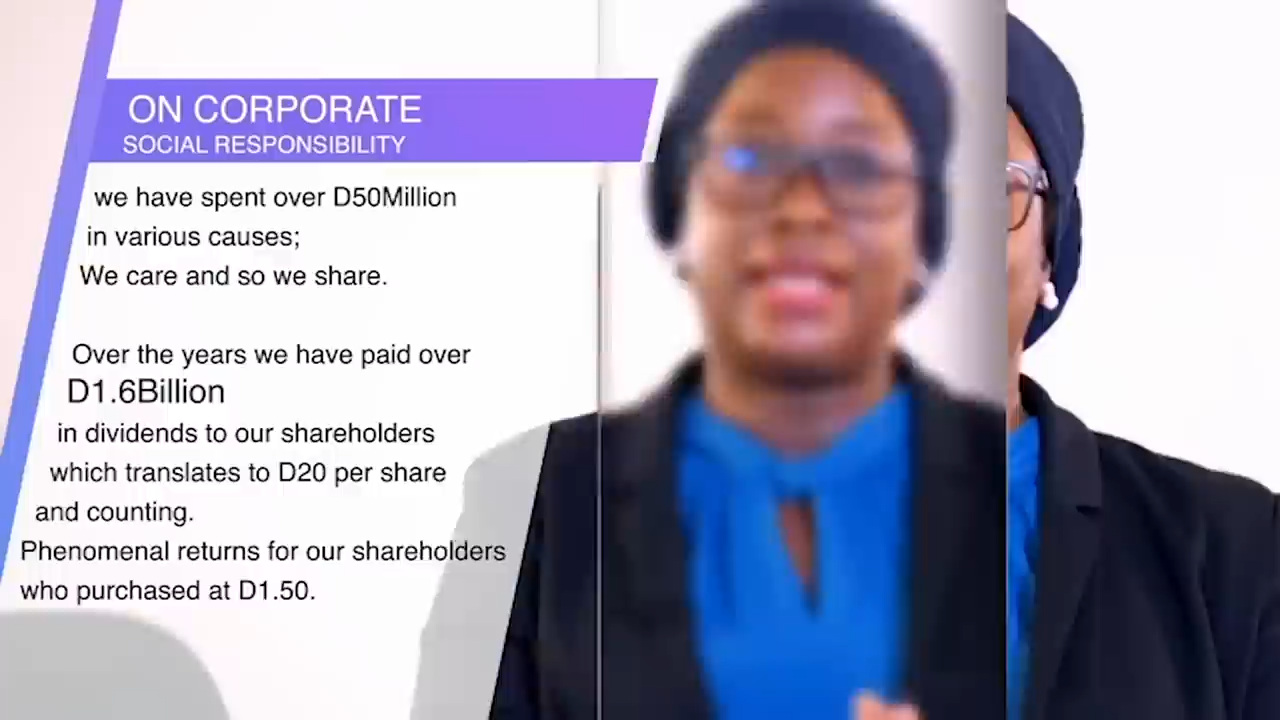 ON CORPORATE
SOCIAL RESPONSIBILITY
we have spent over D50Million
in various causes;
We care and so we share.
Over the years we have paid over
D1.6Billion
in dividends to our shareholders
which translates to D20 per share
and counting.
Phenomenal returns for our shareholders
who purchased at D1.50.